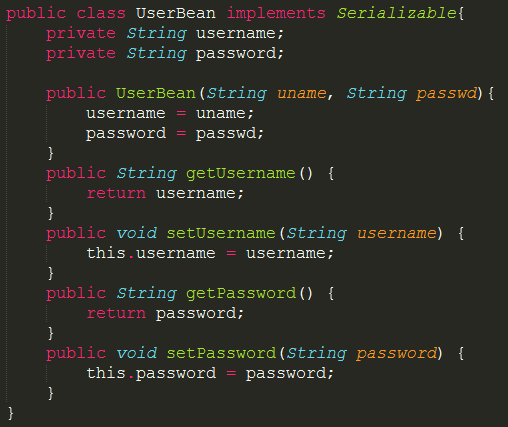 public class UserBean implements Serializable{
    private String username;
    private String password;

    public UserBean(String uname, String passwd){
        username = uname;
        password = passwd;
    }
    public String getUsername() {
        return username;
    }
    public void setUsername(String username) {
        this.username = username;
    }
    public String getPassword() {
        return password;
    }
    public void setPassword(String password) {
        this.password = password;
    }
}